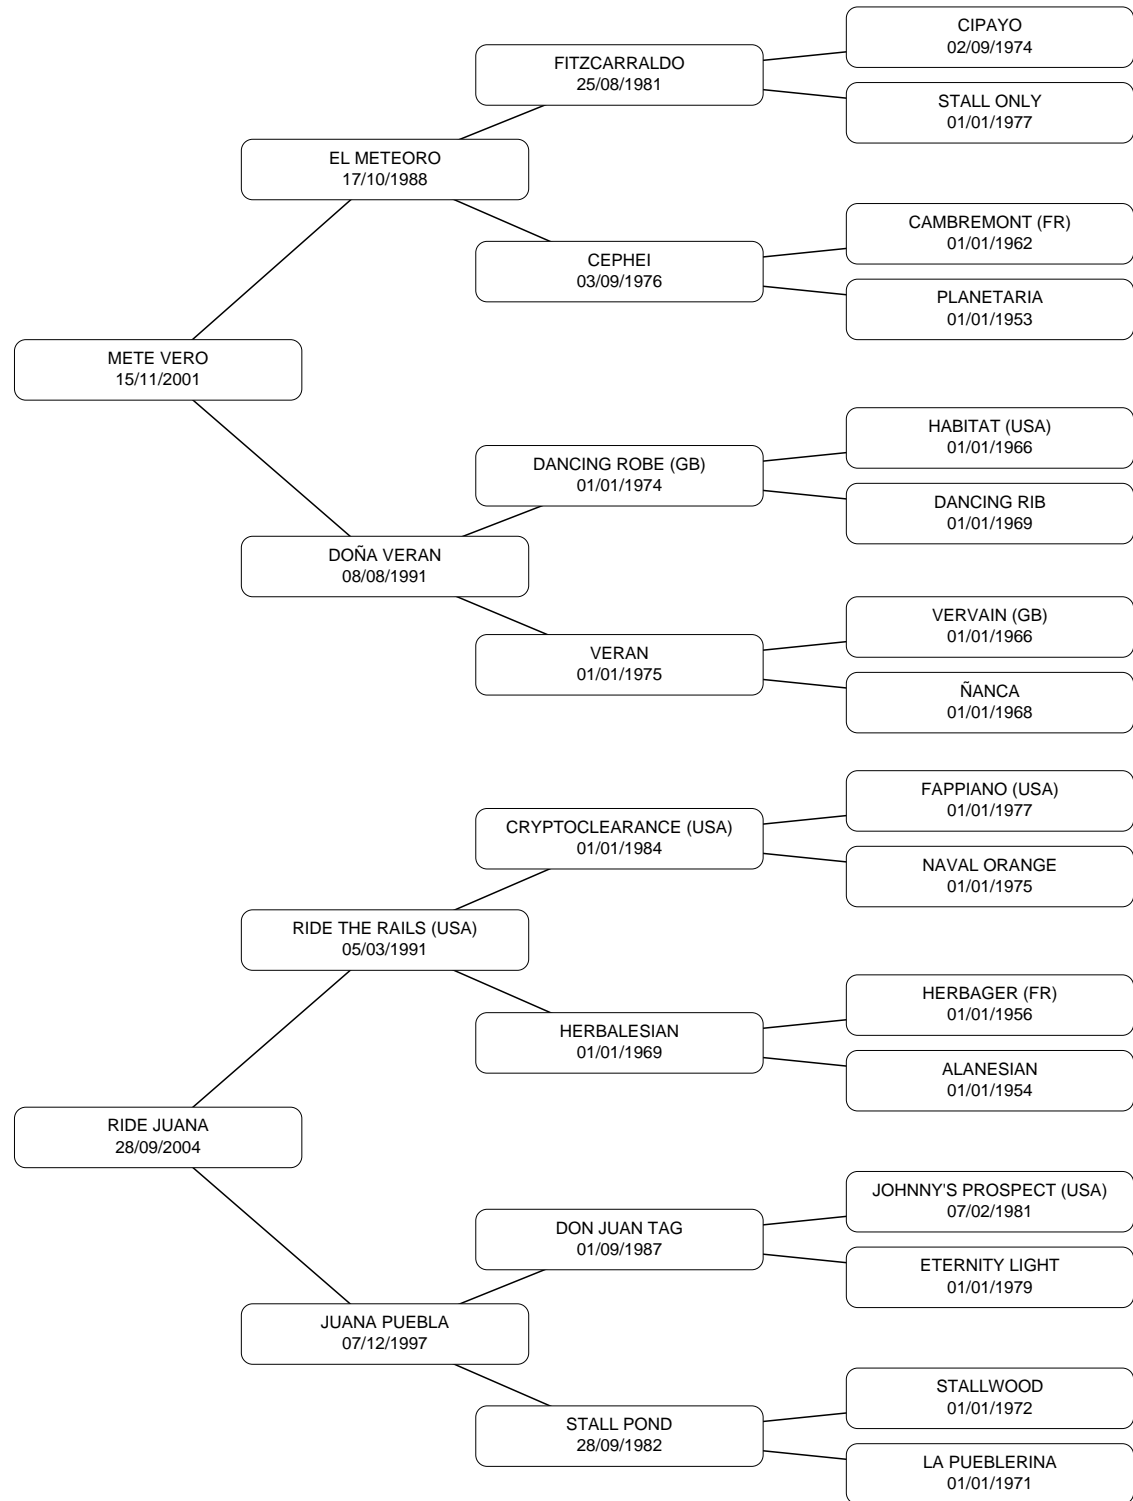 CIPAYO
02/09/1974
FITZCARRALDO
25/08/1981
STALL ONLY
01/01/1977
EL METEORO
17/10/1988
CAMBREMONT (FR)
01/01/1962
CEPHEI
03/09/1976
PLANETARIA
01/01/1953
METE VERO
15/11/2001
HABITAT (USA)
01/01/1966
DANCING ROBE (GB)
01/01/1974
DANCING RIB
01/01/1969
DOÑA VERAN
08/08/1991
VERVAIN (GB)
01/01/1966
VERAN
01/01/1975
ÑANCA
01/01/1968
FAPPIANO (USA)
01/01/1977
CRYPTOCLEARANCE (USA)
01/01/1984
NAVAL ORANGE
01/01/1975
RIDE THE RAILS (USA)
05/03/1991
HERBAGER (FR)
01/01/1956
HERBALESIAN
01/01/1969
ALANESIAN
01/01/1954
RIDE JUANA
28/09/2004
JOHNNY'S PROSPECT (USA)
07/02/1981
DON JUAN TAG
01/09/1987
ETERNITY LIGHT
01/01/1979
JUANA PUEBLA
07/12/1997
STALLWOOD
01/01/1972
STALL POND
28/09/1982
LA PUEBLERINA
01/01/1971